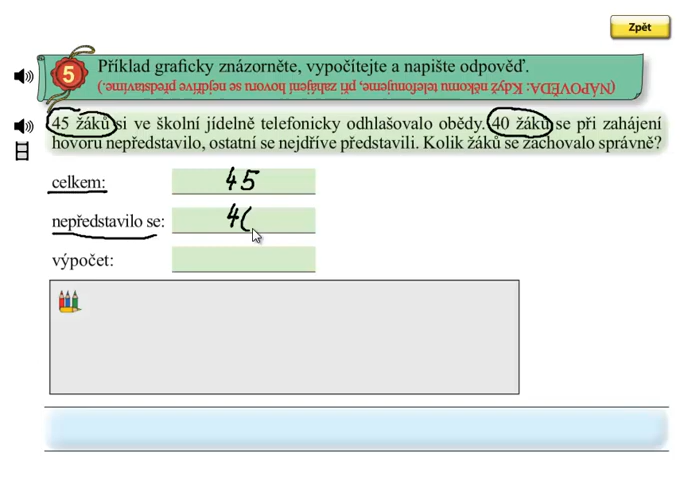 Zpět
5
Příklad graficky znázorněte, vypočítejte a napište odpověď.
(NÁPOVĚDA: Když někomu telefonujeme, při zahájení hovoru se nejdříve představíme.)
45 žáků si ve školní jídelně telefonicky odhlašovalo obědy. 40 žáků se při zahájení
hovoru nepředstavilo, ostatní se nejdříve představili. Kolik žáků se zachovalo správně?
celkem: 45
nepředstavilo se: 4(
výpočet: